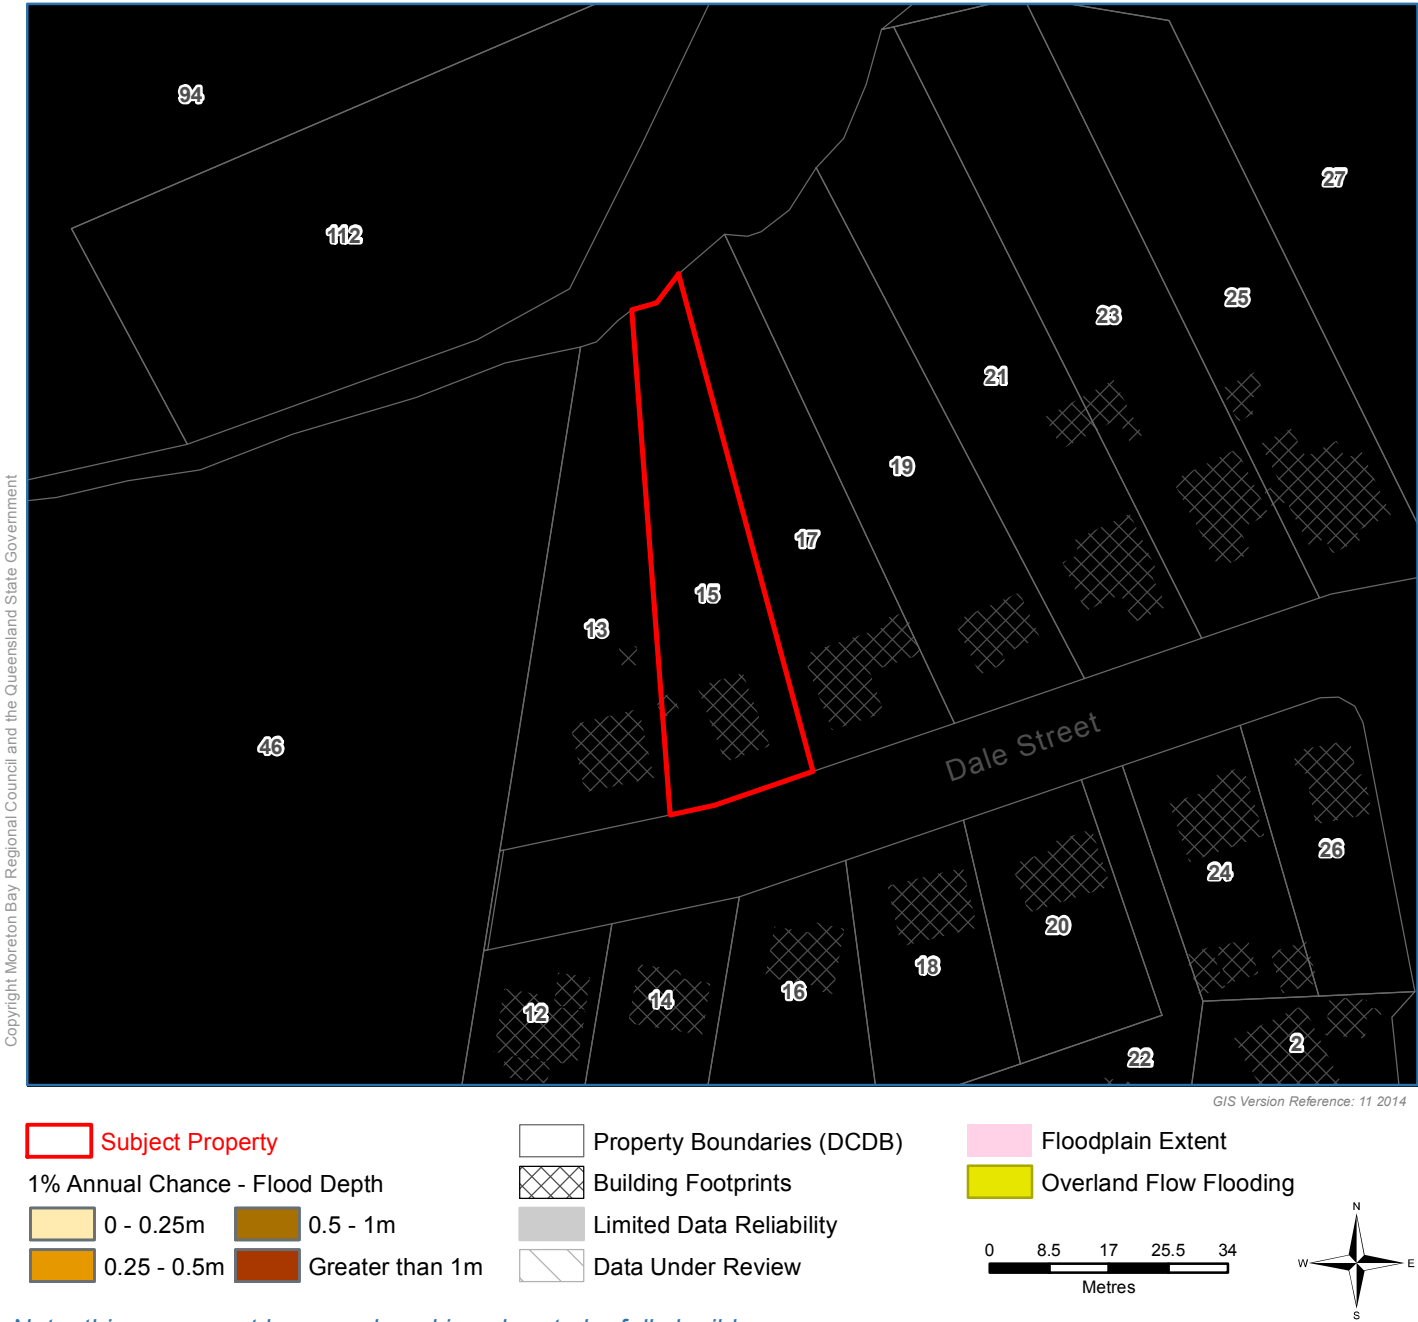 94
112
27
25
23
21
19
17
15
13
46
Dale Street
26
24
20
18
16
14
12
22
2
Copyright Moreton Bay Regional Council and the Queensland State Government
GIS Version Reference: 11 2014
Subject Property
1% Annual Chance - Flood Depth
0 - 0.25m
0.5 - 1m
0.25 - 0.5m
Greater than 1m
Property Boundaries (DCDB)
Building Footprints
Limited Data Reliability
Data Under Review
Floodplain Extent
Overland Flow Flooding
0 8.5 17 25.5 34
Metres
N
W E
S